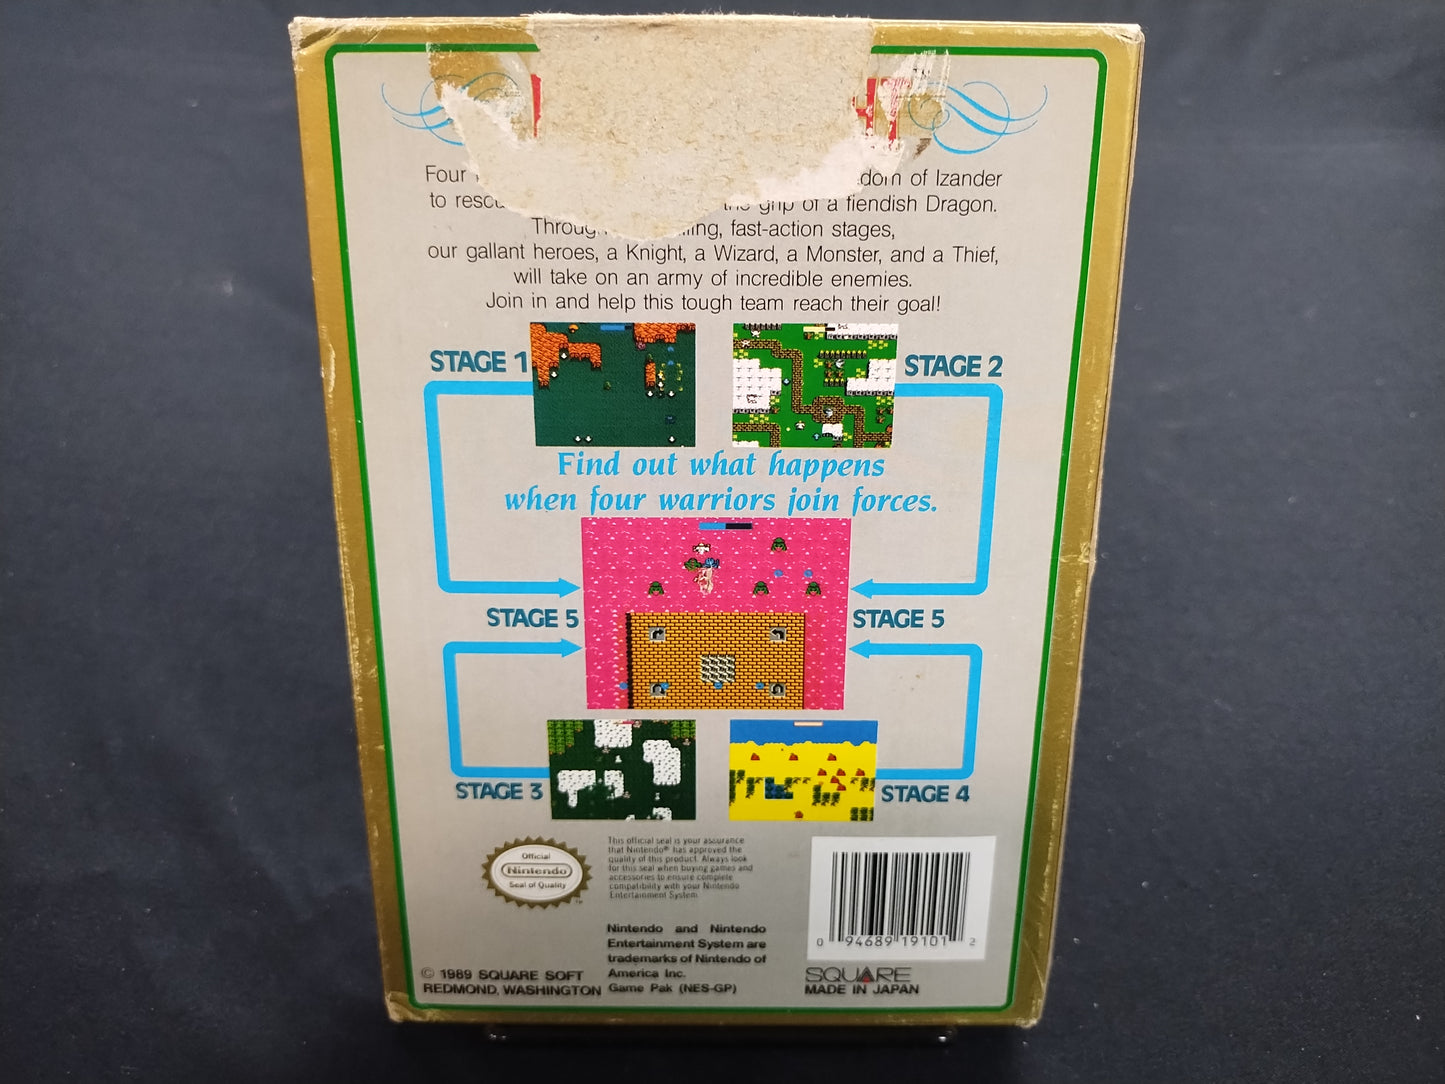 TM
Four dom of Izander
to rescu the grip of a fiendish Dragon.
Through fast-action stages,
our gallant heroes, a Knight, a Wizard, a Monster, and a Thief,
will take on an army of incredible enemies.
Join in and help this tough team reach their goal!
STAGE 1
STAGE 2
Find out what happens
when four warriors join forces.
STAGE 5
STAGE 5
STAGE 3
STAGE 4
Official
Nintendo
Seal of Quality
TM
This official seal is your assurance
that Nintendo® has approved the
quality of this product. Always look
for this seal when buying games and
accessories to ensure complete
compatibility with your Nintendo
Entertainment System
Nintendo and Nintendo
Entertainment System are
trademarks of Nintendo of
America Inc.
Game Pak (NES-GP)
© 1989 SQUARE SOFT
REDMOND, WASHINGTON
0 94689 19101 2
SQUARE
MADE IN JAPAN